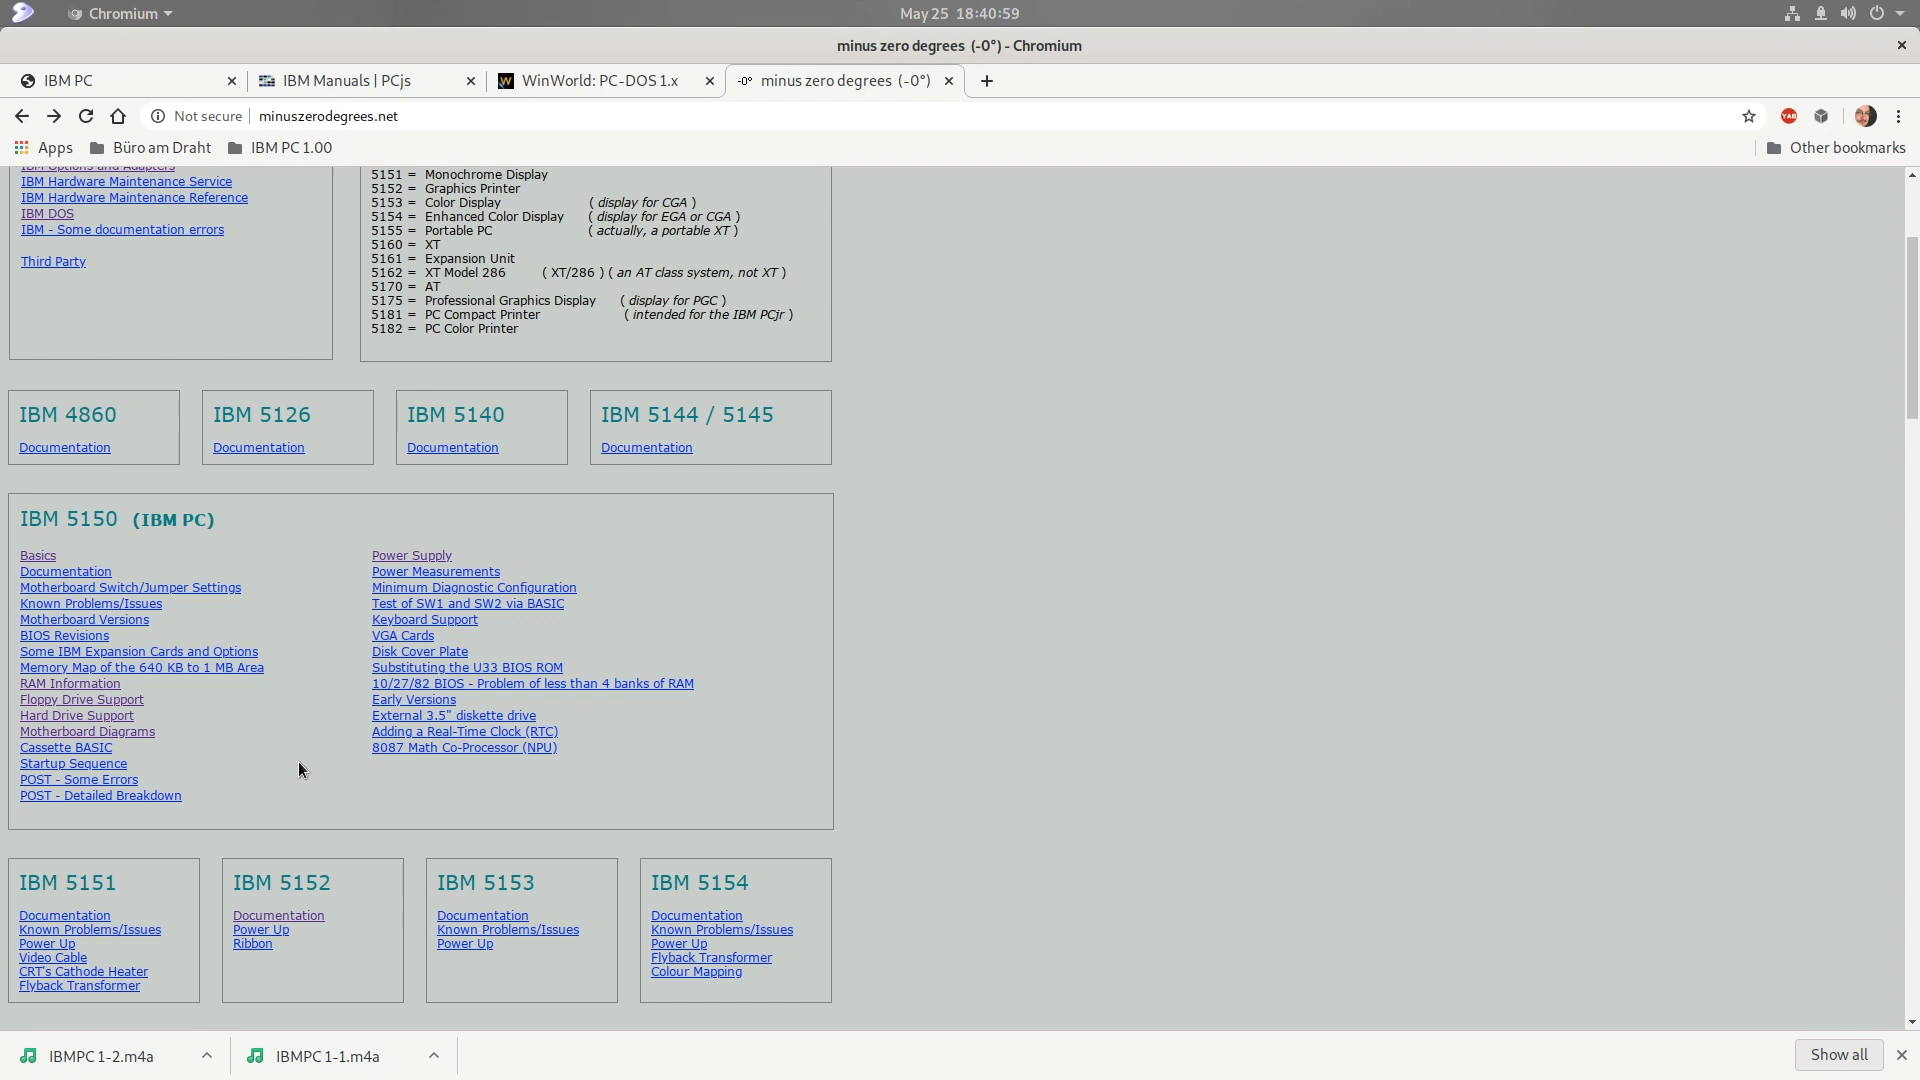 Chromium
May 25  18:40:59
minus zero degrees  (-0°) - Chromium
IBM PC
IBM Manuals | PCjs
WinWorld: PC-DOS 1.x
-0° minus zero degrees  (-0°)
Not secure
minuszerodegrees.net
YAB
Apps
Büro am Draht
IBM PC 1.00
Other bookmarks
IBM Options and Adapters
IBM Hardware Maintenance Service
IBM Hardware Maintenance Reference
IBM DOS
IBM - Some documentation errors
Third Party
5151 = Monochrome Display
5152 = Graphics Printer
5153 = Color Display ( display for CGA )
5154 = Enhanced Color Display ( display for EGA or CGA )
5155 = Portable PC ( actually, a portable XT )
5160 = XT
5161 = Expansion Unit
5162 = XT Model 286 ( XT/286 ) ( an AT class system, not XT )
5170 = AT
5175 = Professional Graphics Display ( display for PGC )
5181 = PC Compact Printer ( intended for the IBM PCjr )
5182 = PC Color Printer
IBM 4860
Documentation
IBM 5126
Documentation
IBM 5140
Documentation
IBM 5144 / 5145
Documentation
IBM 5150 (IBM PC)
Basics
Documentation
Motherboard Switch/Jumper Settings
Known Problems/Issues
Motherboard Versions
BIOS Revisions
Some IBM Expansion Cards and Options
Memory Map of the 640 KB to 1 MB Area
RAM Information
Floppy Drive Support
Hard Drive Support
Motherboard Diagrams
Cassette BASIC
Startup Sequence
POST - Some Errors
POST - Detailed Breakdown
Power Supply
Power Measurements
Minimum Diagnostic Configuration
Test of SW1 and SW2 via BASIC
Keyboard Support
VGA Cards
Disk Cover Plate
Substituting the U33 BIOS ROM
10/27/82 BIOS - Problem of less than 4 banks of RAM
Early Versions
External 3.5" diskette drive
Adding a Real-Time Clock (RTC)
8087 Math Co-Processor (NPU)
IBM 5151
Documentation
Known Problems/Issues
Power Up
Video Cable
CRT's Cathode Heater
Flyback Transformer
IBM 5152
Documentation
Power Up
Ribbon
IBM 5153
Documentation
Known Problems/Issues
Power Up
IBM 5154
Documentation
Known Problems/Issues
Power Up
Flyback Transformer
Colour Mapping
IBMPC 1-2.m4a
IBMPC 1-1.m4a
Show all